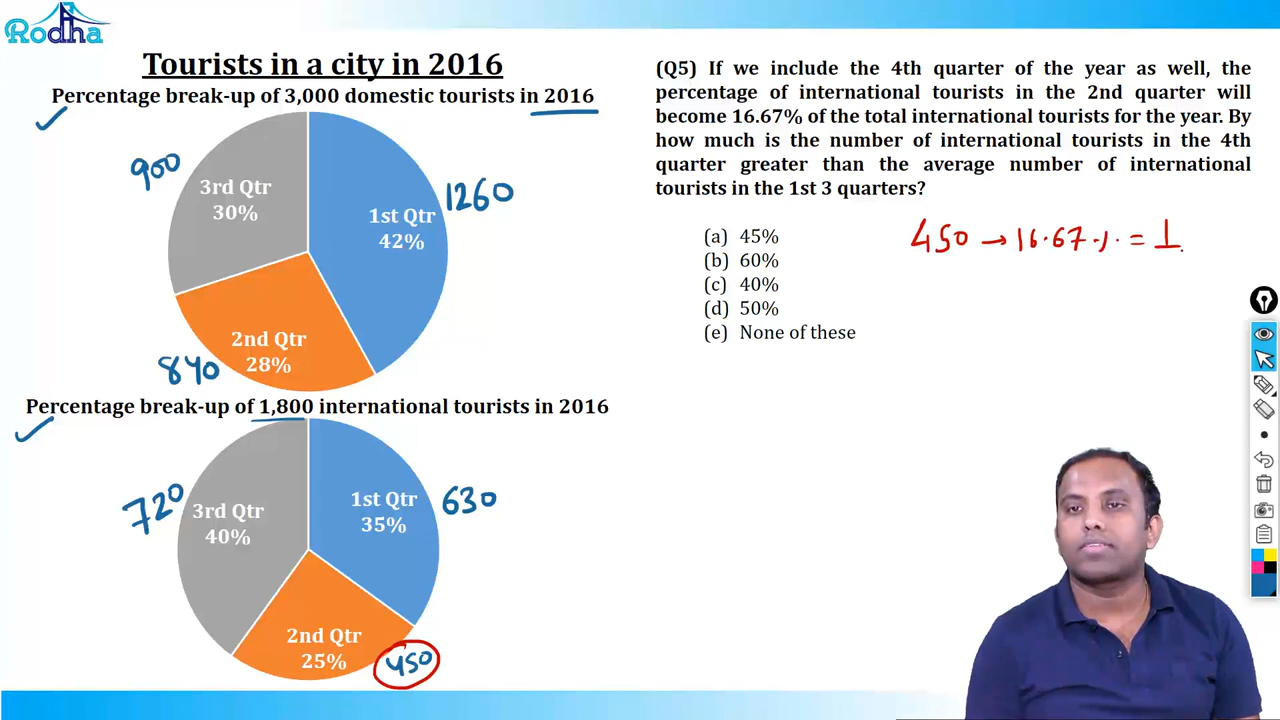 Rodha
Tourists in a city in 2016
Percentage break-up of 3,000 domestic tourists in 2016
900
3rd Qtr
30%
1st Qtr
42%
1260
2nd Qtr
28%
840
Percentage break-up of 1,800 international tourists in 2016
720
3rd Qtr
40%
1st Qtr
35%
630
2nd Qtr
25%
450
(Q5) If we include the 4th quarter of the year as well, the
percentage of international tourists in the 2nd quarter will
become 16.67% of the total international tourists for the year. By
how much is the number of international tourists in the 4th
quarter greater than the average number of international
tourists in the 1st 3 quarters?
(a) 45%
(b) 60%
(c) 40%
(d) 50%
(e) None of these
450 → 16.67% = 1